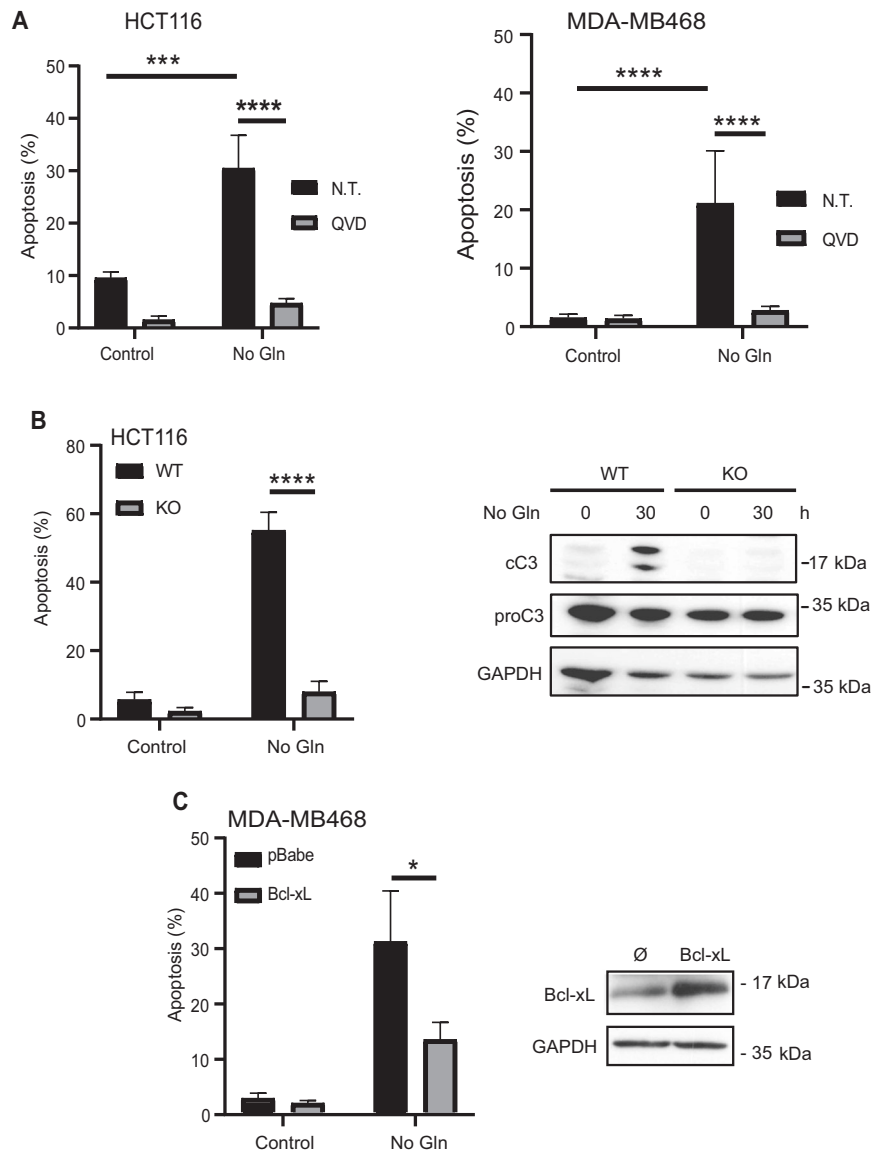 A
HCT116
MDA-MB468
Apoptosis (%)
50
40
30
20
10
0
***
****
N.T.
QVD
Control
No Gln
Apoptosis (%)
50
40
30
20
10
0
****
****
N.T.
QVD
Control
No Gln
B
HCT116
Apoptosis (%)
80
60
40
20
0
WT
KO
****
Control
No Gln
WT KO
No Gln 0 30 0 30 h
cC3 -17 kDa
proC3 - 35 kDa
GAPDH - 35 kDa
C
MDA-MB468
Apoptosis (%)
50
40
30
20
10
0
pBabe
Bcl-xL
*
Control
No Gln
Ø Bcl-xL
Bcl-xL - 17 kDa
GAPDH - 35 kDa